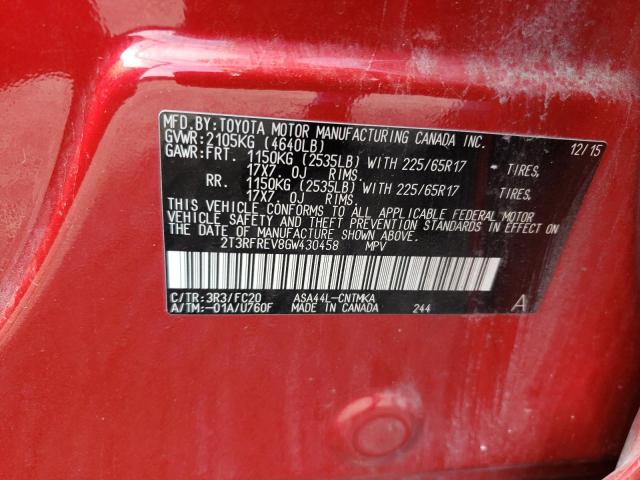 MFD.BY:TOYOTA MOTOR MANUFACTURING CANADA INC. 12/15
GVWR:2105KG (4640LB)
GAWR:FRT. 1150KG (2535LB) WITH 225/65R17 TIRES,
17X7. 0J RIMS.
RR. 1150KG (2535LB) WITH 225/65R17 TIRES,
17X7. 0J RIMS.
THIS VEHICLE CONFORMS TO ALL APPLICABLE FEDERAL MOTOR
VEHICLE SAFETY AND THEFT PREVENTION STANDARDS IN EFFECT ON
THE DATE OF MANUFACTURE SHOWN ABOVE.
2T3RFREV8GW430458 MPV
C/TR:3R3/FC20 ASA44L-CNTMKA A
A/TM:-01A/U760F MADE IN CANADA 244